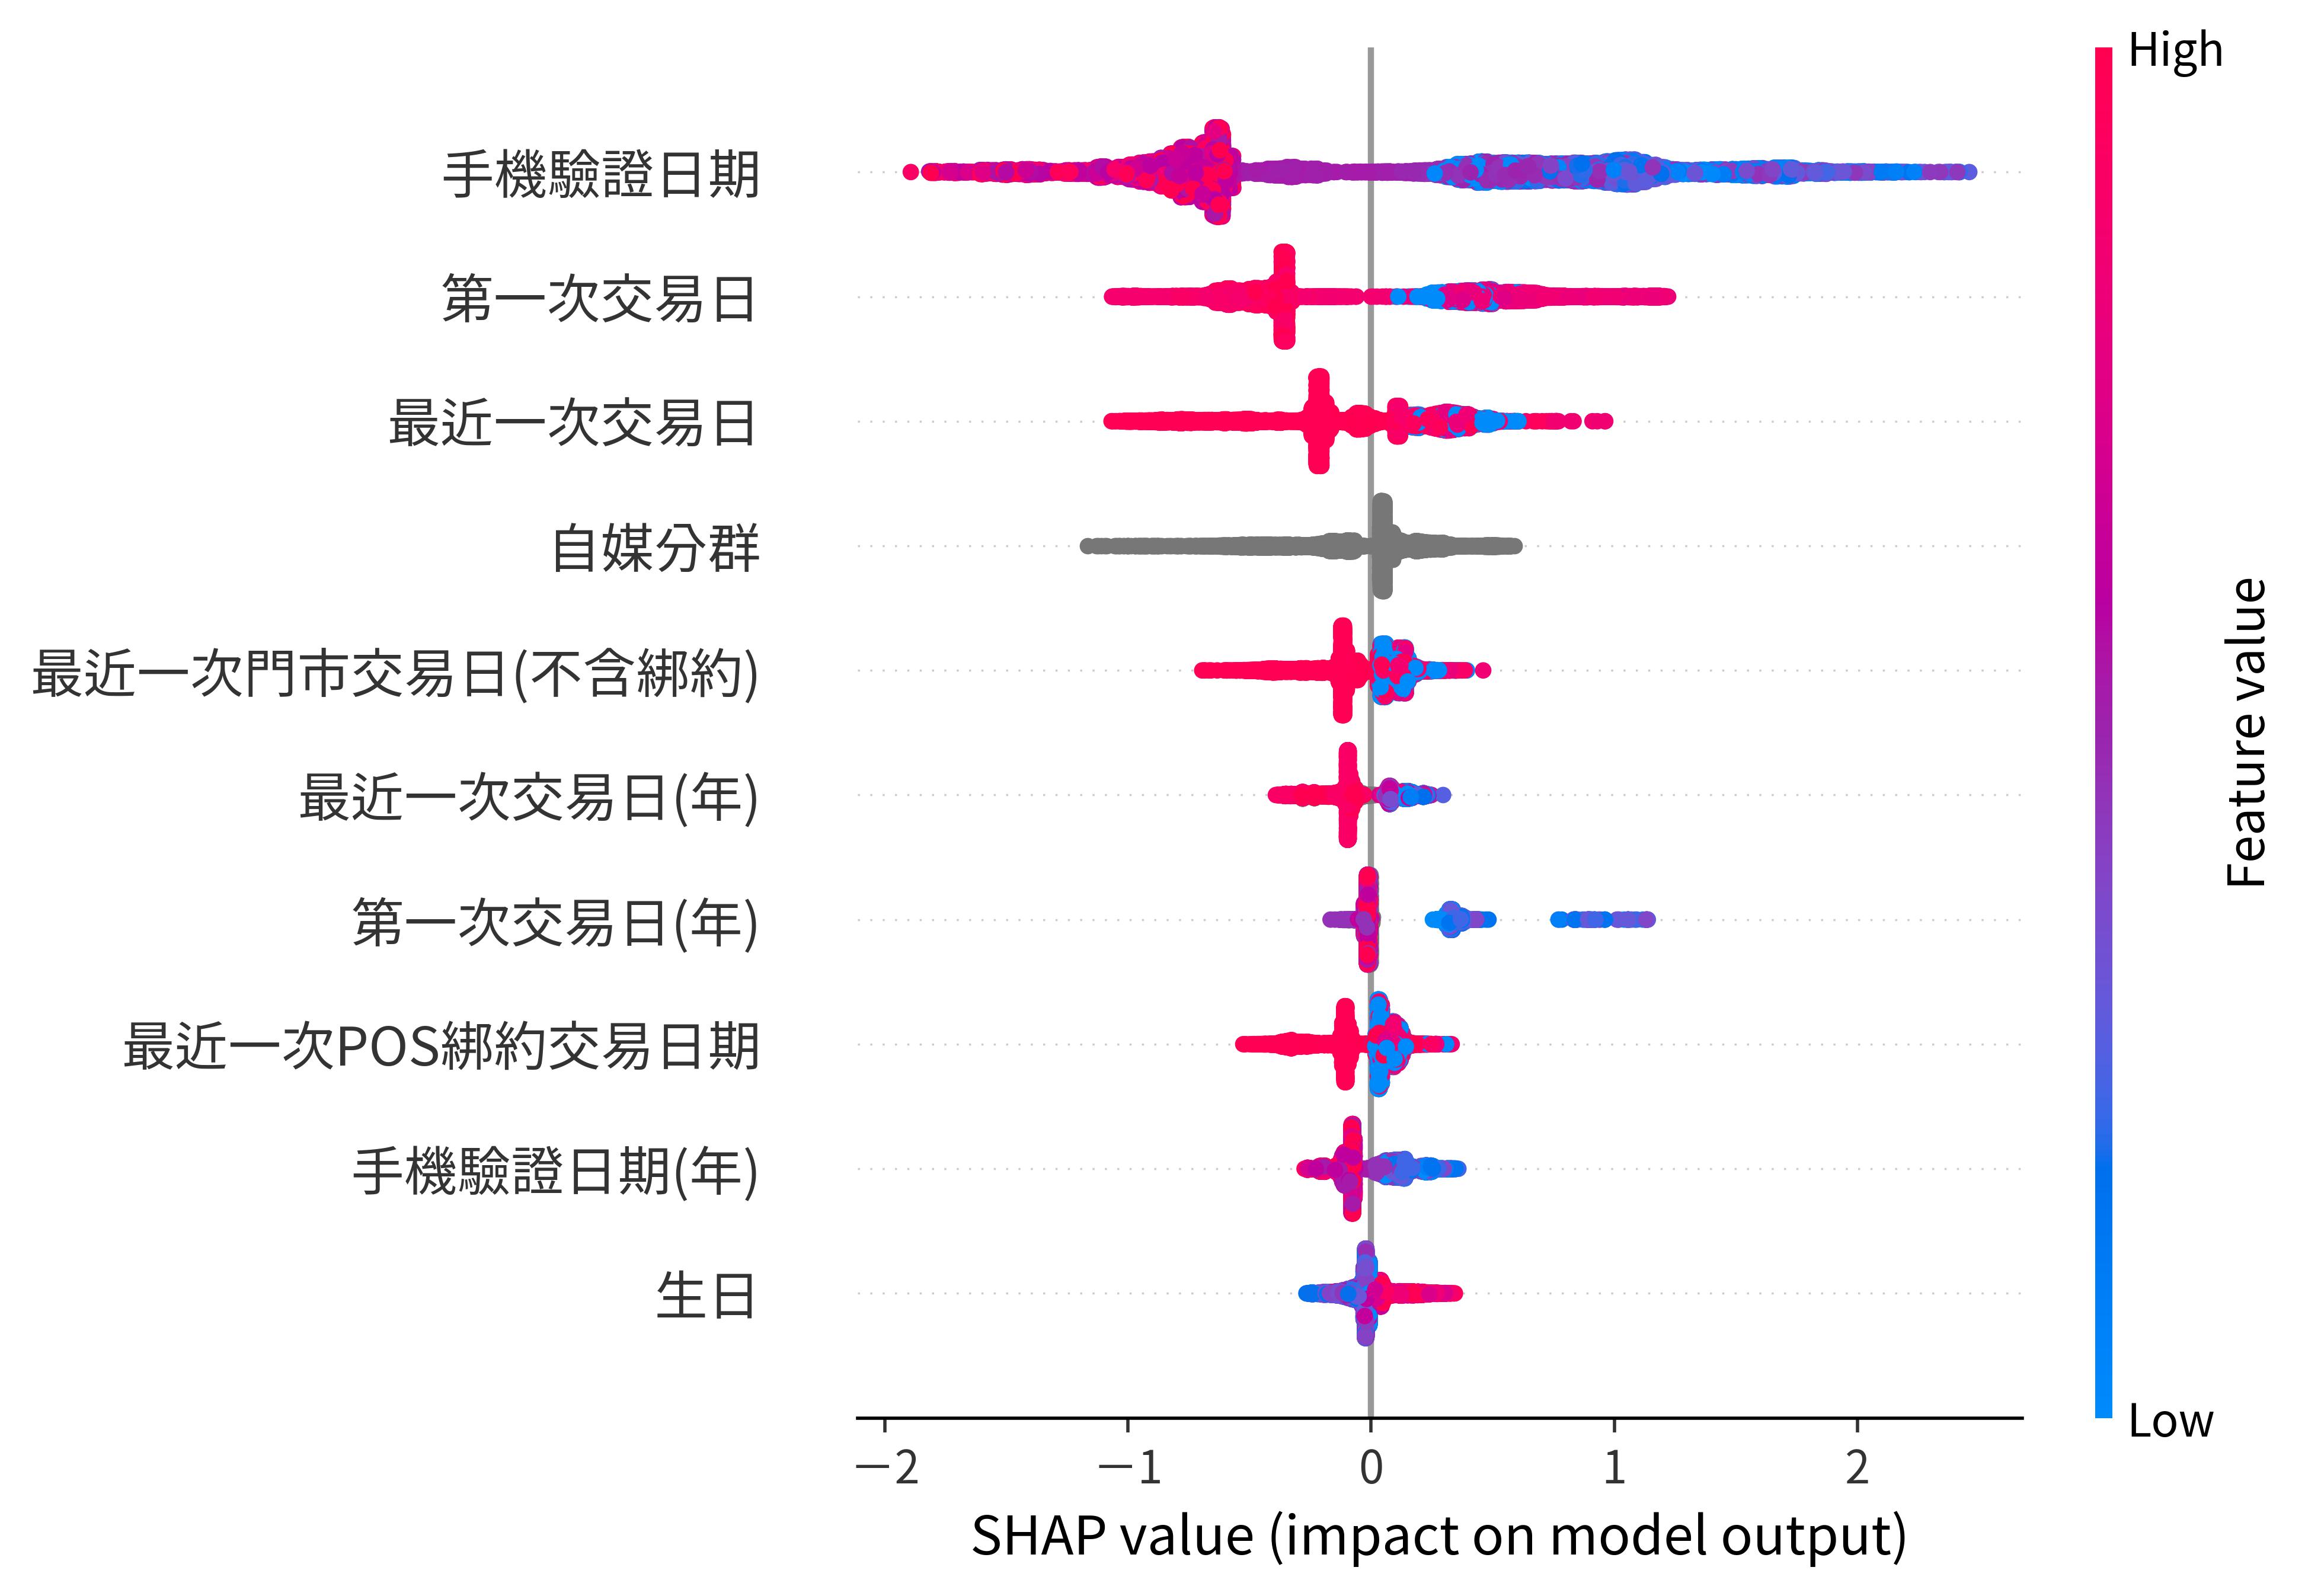 High
手機驗證日期
第一次交易日
最近一次交易日
自媒分群
最近一次門市交易日(不含綁約)
最近一次交易日(年)
第一次交易日(年)
最近一次POS綁約交易日期
手機驗證日期(年)
生日
Feature value
Low
−2 −1 0 1 2
SHAP value (impact on model output)